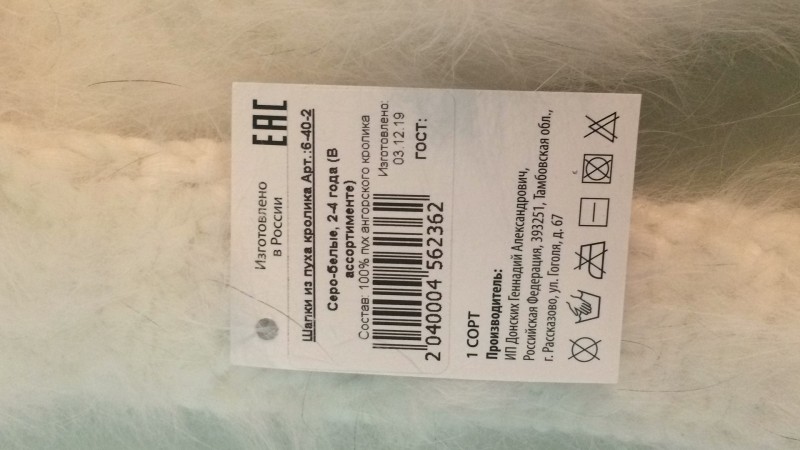 Изготовлено
в России
ЕАС
Шапки из пуха кролика Арт.:6-40-2
Серо-белые, 2-4 года (В
ассортименте)
Состав: 100% пух ангорского кролика
Изготовлено:
03.12.19
ГОСТ:
2 040004 562362
1 СОРТ
Производитель:
ИП Донских Геннадий Александрович,
Российская Федерация, 393251, Тамбовская обл.,
г. Рассказово, ул. Гоголя, д. 67